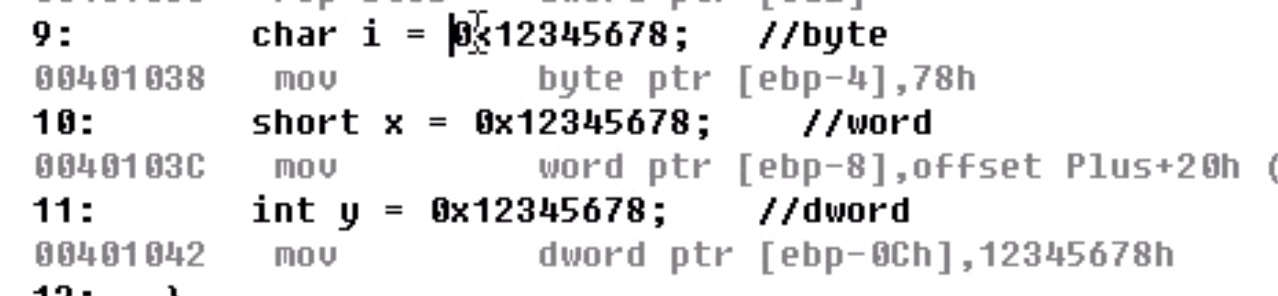 9: char i = 0x12345678; //byte
00401038 mov byte ptr [ebp-4],78h
10: short x = 0x12345678; //word
0040103C mov word ptr [ebp-8],offset Plus+20h (
11: int y = 0x12345678; //dword
00401042 mov dword ptr [ebp-0Ch],12345678h